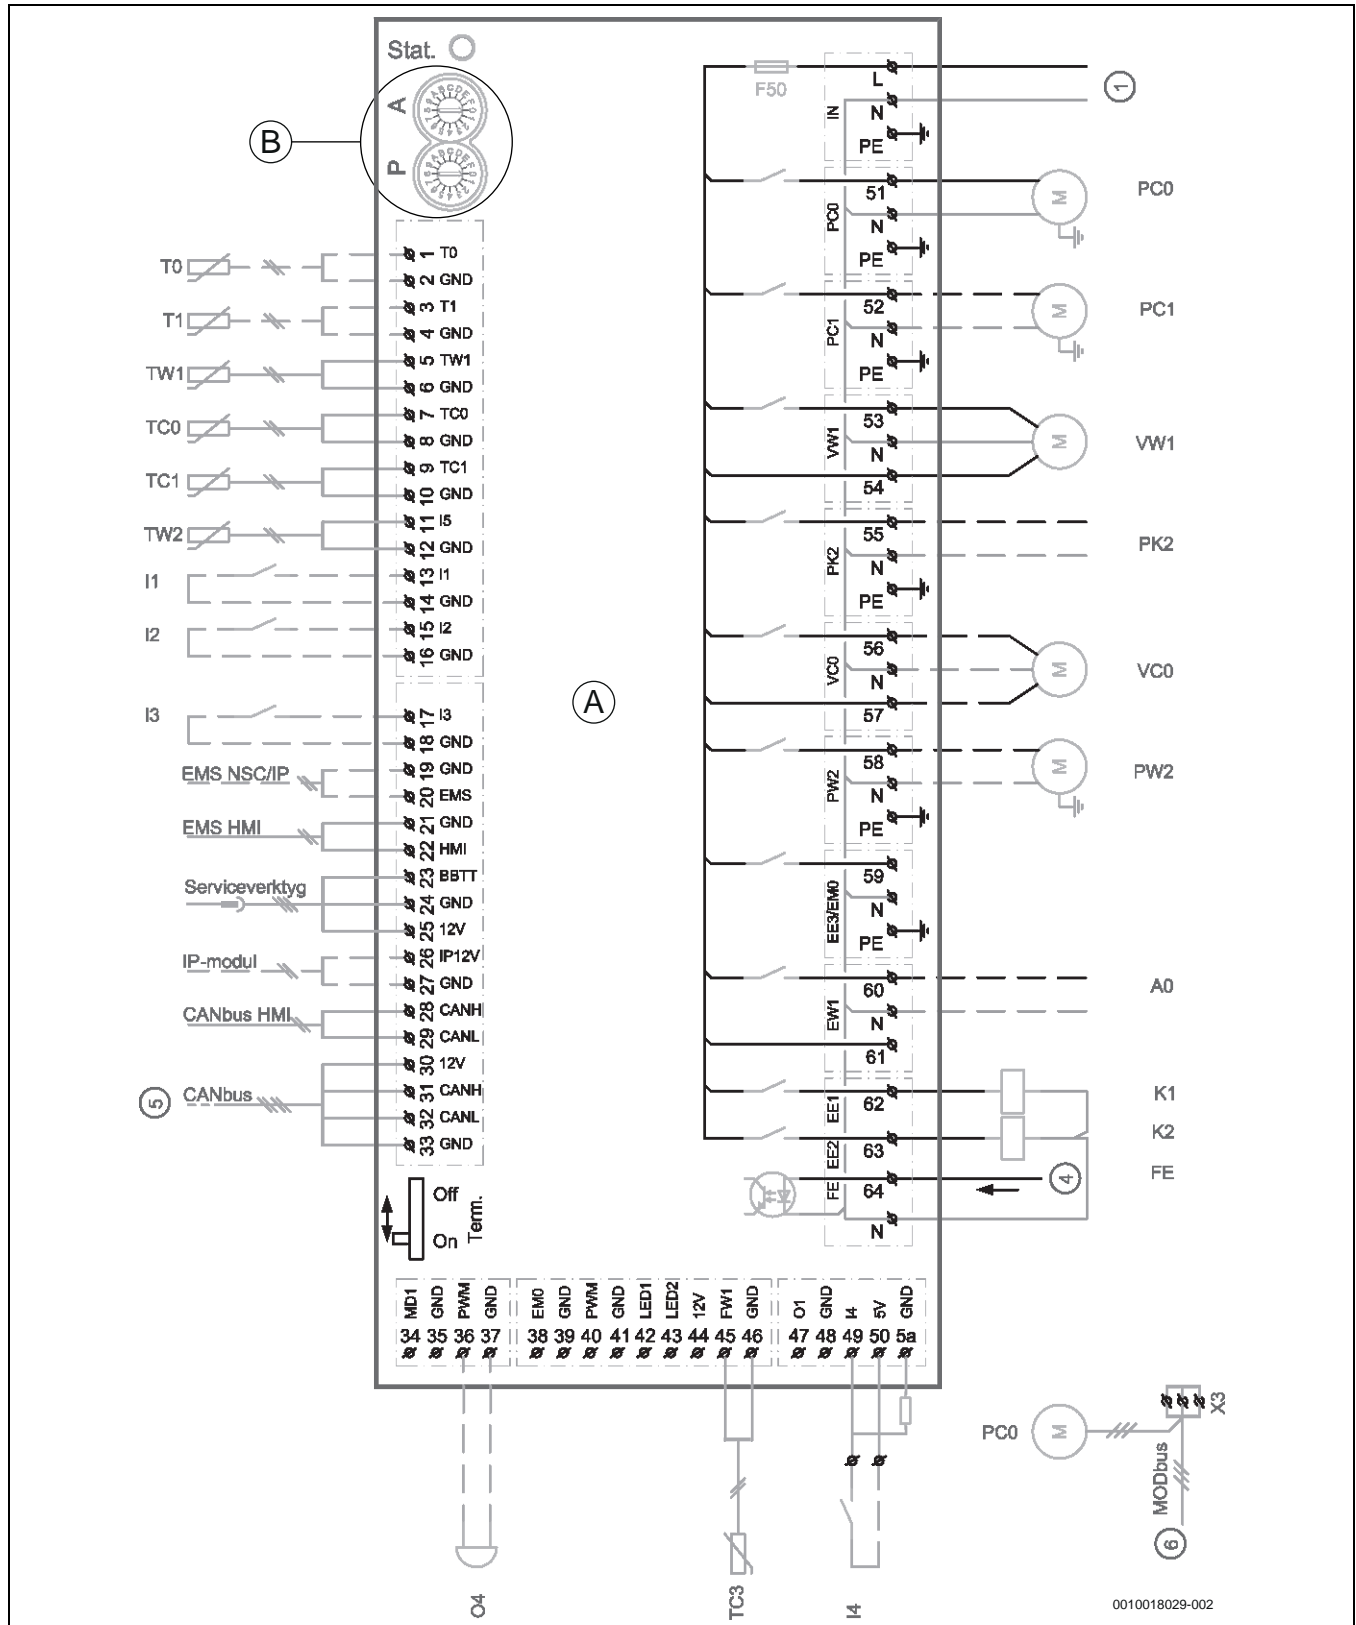 Stat.
A
P
B
A
T0
T1
TW1
TC0
TC1
TW2
I1
I2
I3
EMS NSC/IP
EMS HMI
Serviceverktyg
IP-modul
CANbus HMI
5
CANbus
1 T0
2 GND
3 T1
4 GND
5 TW1
6 GND
7 TC0
8 GND
9 TC1
10 GND
11 I5
12 GND
13 I1
14 GND
15 I2
16 GND
17 I3
18 GND
19 GND
20 EMS
21 GND
22 HMI
23 BBTT
24 GND
25 12V
26 IP12V
27 GND
28 CANH
29 CANL
30 12V
31 CANH
32 CANL
33 GND
Off
On
Term.
F50
IN
L
N
PE
1
PC0
51
N
PE
M
PC0
PC1
52
N
PE
M
PC1
VW1
53
N
54
M
VW1
PK2
55
N
PE
PK2
VC0
56
N
57
M
VC0
PW2
58
N
PE
M
PW2
EE3/EM0
59
N
PE
EW1
60
N
61
A0
EE1
62
K1
EE2
63
K2
FE
64
N
4
FE
MD1 GND PWM GND
34 35 36 37
EM0 GND PWM GND LED1 LED2 12V FW1 GND
38 39 40 41 42 43 44 45 46
O1 GND I4 5V GND
47 48 49 50 5a
O4
TC3
I4
PC0
M
X3
MODbus
6
0010018029-002